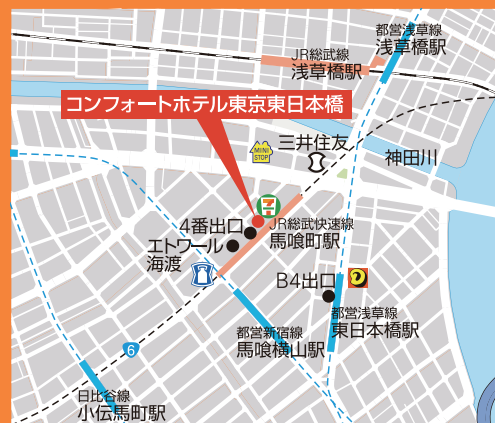 都営浅草線
浅草橋駅
JR総武線
浅草橋駅
コンフォートホテル東京東日本橋
MINI
STOP
三井住友
神田川
7
4番出口
JR総武快速線
馬喰町駅
エトワール
海渡
B4出口
都営浅草線
東日本橋駅
都営新宿線
馬喰横山駅
6
日比谷線
小伝馬町駅